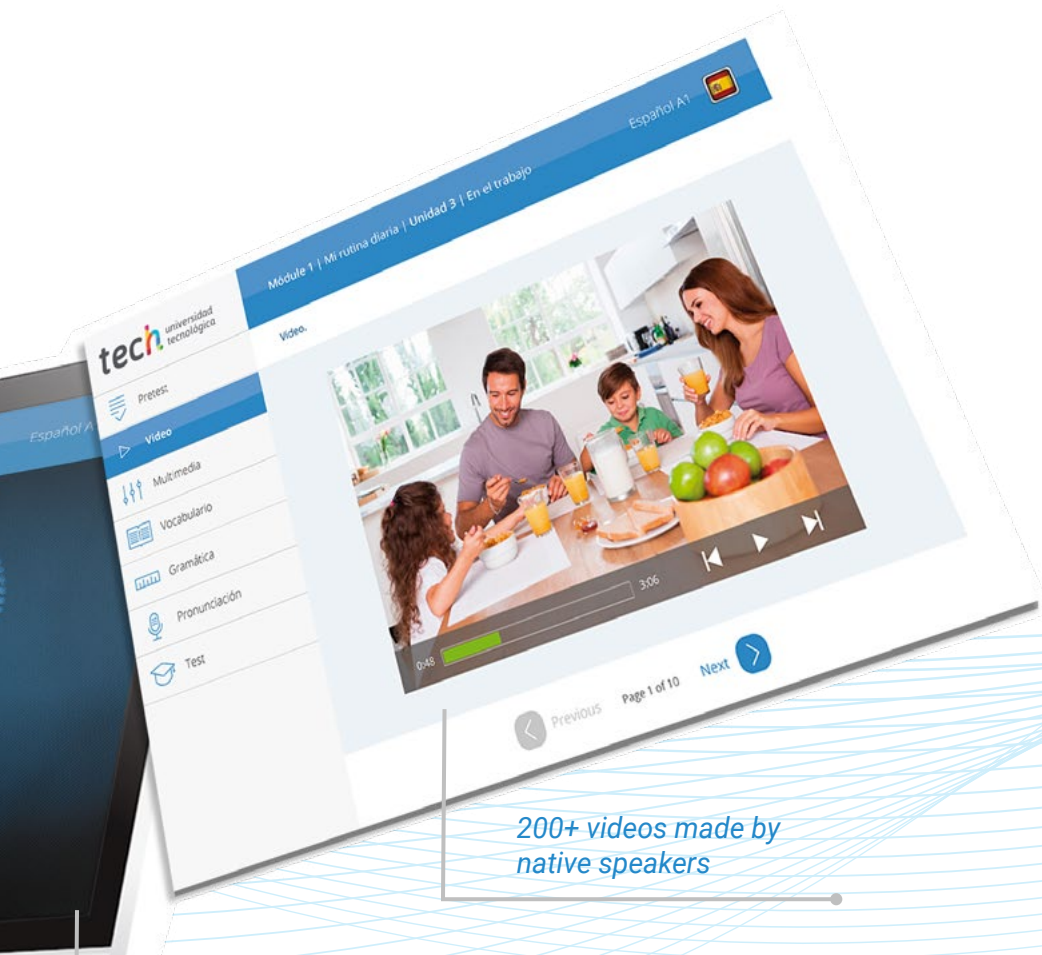 Español A1
Módule 1 | Mi rutina diaria | Unidad 3 | En el trabajo
tech universidad
tecnológica
Video.
Pretest
Video
Multimedia
Vocabulario
Gramática
Pronunciación
Test
0:48
3:06
Previous
Page 1 of 10
Next
Español A
200+ videos made by
native speakers